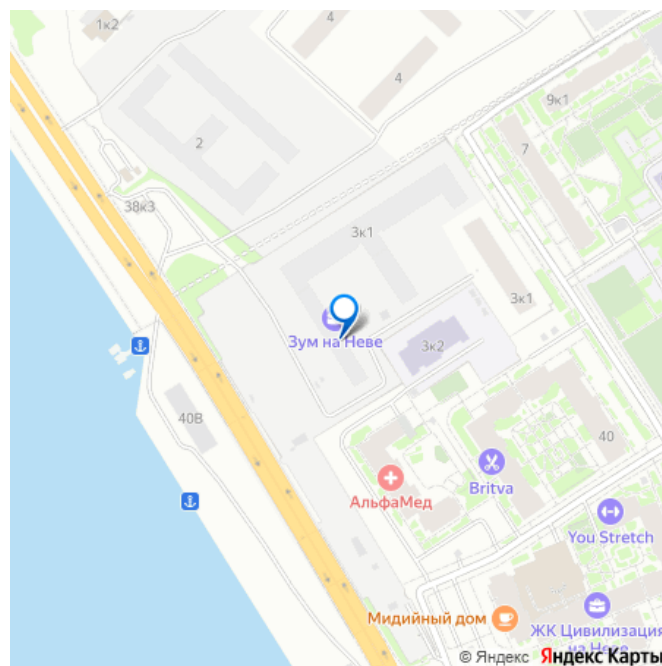 1к2
4
4
9к1
2
7
38к3
3к1
3к1
Зум на Неве
3к2
40В
40
Britva
АльфаМед
You Stretch
Мидийный дом
ЖК Цивилизация
на Неве
© Яндекс Яндекс Карты